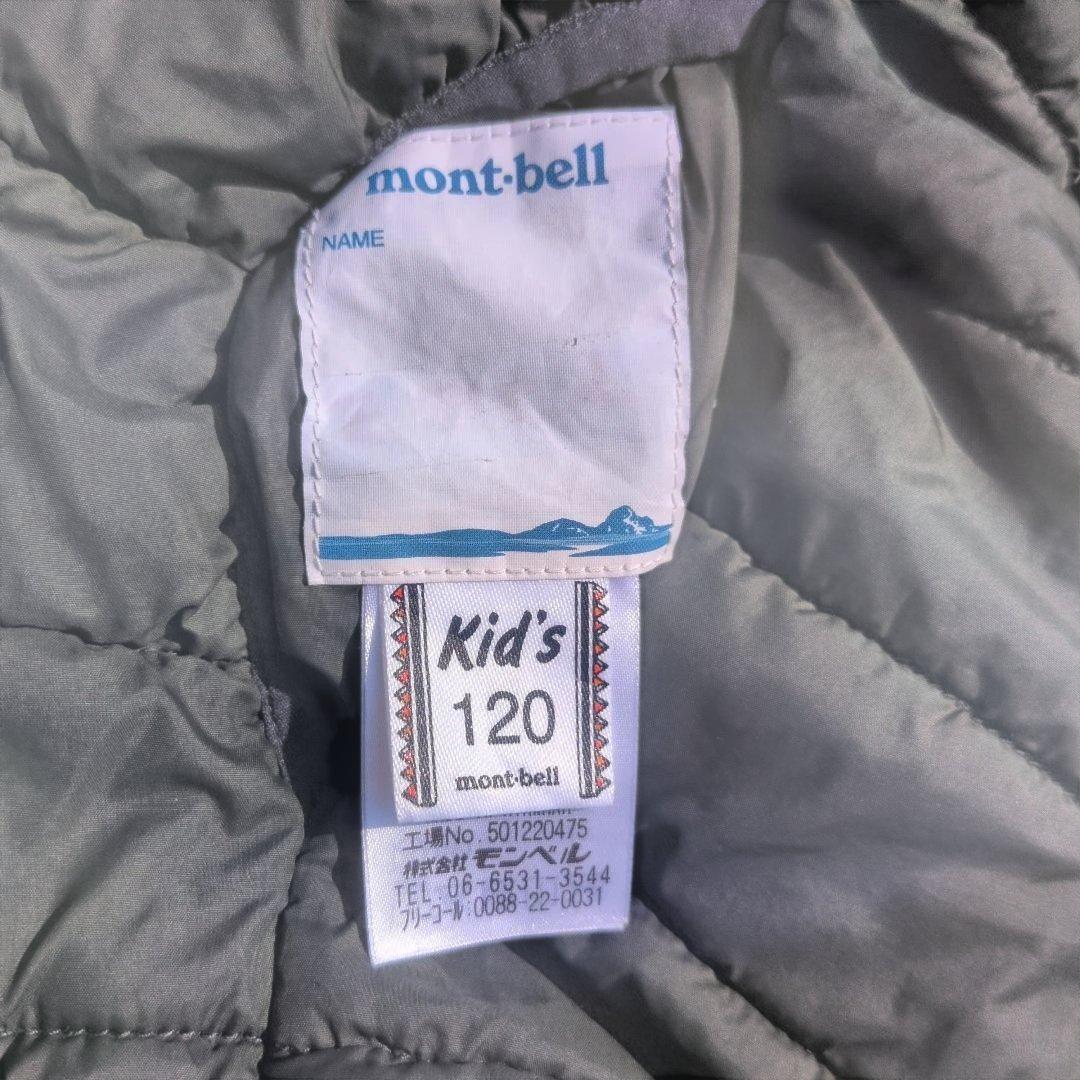 mont·bell
NAME
Kid's
120
mont·bell
工場No.501220475
株式会社 モンベル
TEL 06-6531-3544
フリーコール:0088-22-0031